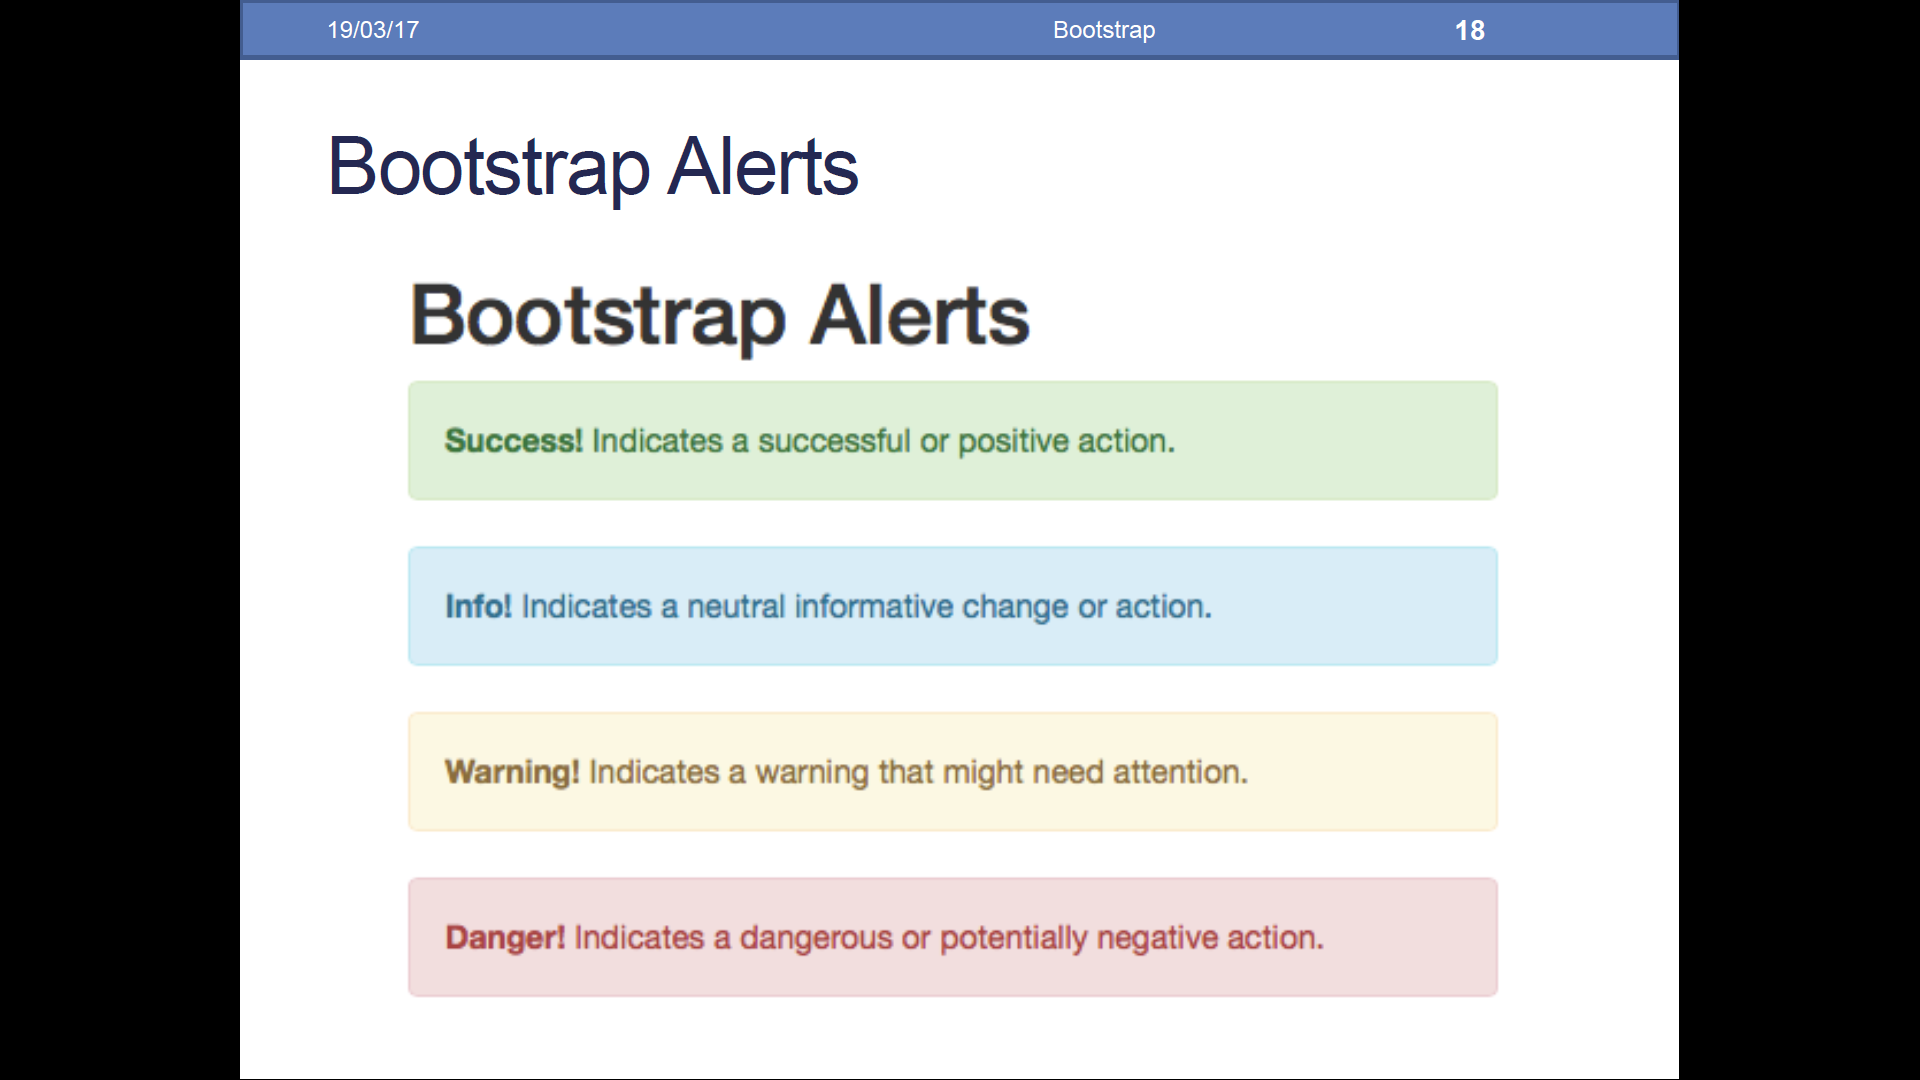 19/03/17 Bootstrap 18
Bootstrap Alerts
Bootstrap Alerts
Success! Indicates a successful or positive action.
Info! Indicates a neutral informative change or action.
Warning! Indicates a warning that might need attention.
Danger! Indicates a dangerous or potentially negative action.